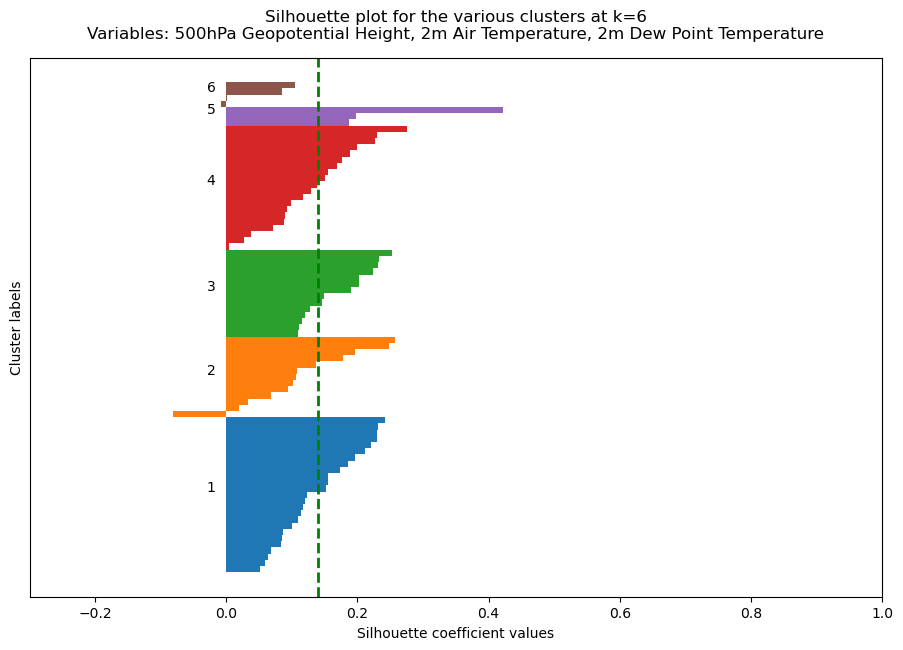 Silhouette plot for the various clusters at k=6
Variables: 500hPa Geopotential Height, 2m Air Temperature, 2m Dew Point Temperature
6
5
4
3
2
1
Cluster labels
−0.2 0.0 0.2 0.4 0.6 0.8 1.0
Silhouette coefficient values